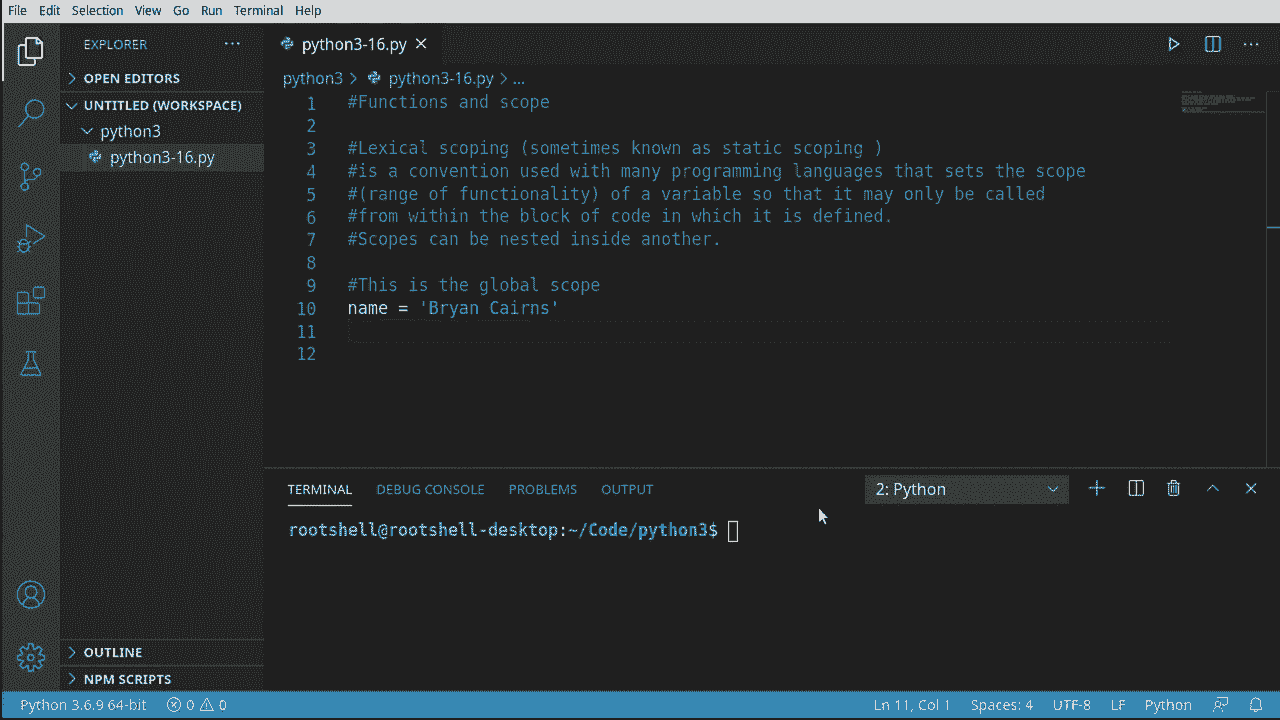 File Edit Selection View Go Run Terminal Help
EXPLORER ...
python3-16.py
OPEN EDITORS
python3 > python3-16.py > ...
UNTITLED (WORKSPACE)
python3
python3-16.py
1 #Functions and scope
2
3 #Lexical scoping (sometimes known as static scoping )
4 #is a convention used with many programming languages that sets the scope
5 #(range of functionality) of a variable so that it may only be called
6 #from within the block of code in which it is defined.
7 #Scopes can be nested inside another.
8
9 #This is the global scope
10 name = 'Bryan Cairns'
11
12
TERMINAL DEBUG CONSOLE PROBLEMS OUTPUT 2: Python
rootshell@rootshell-desktop:~/Code/python3$
OUTLINE
NPM SCRIPTS
Python 3.6.9 64-bit 0 0 Ln 11, Col 1 Spaces: 4 UTF-8 LF Python